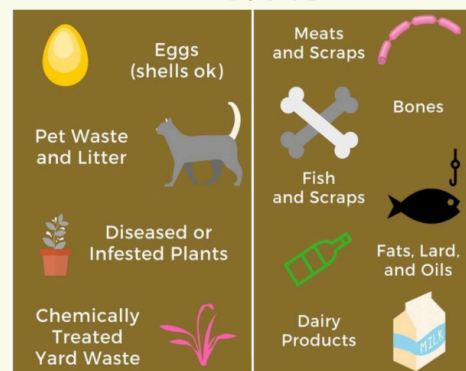 Eggs
(shells ok)
Pet Waste
and Litter
Diseased or
Infested Plants
Chemically
Treated
Yard Waste
Meats
and Scraps
Bones
Fish
and Scraps
Fats, Lard,
and Oils
Dairy
Products
MILK